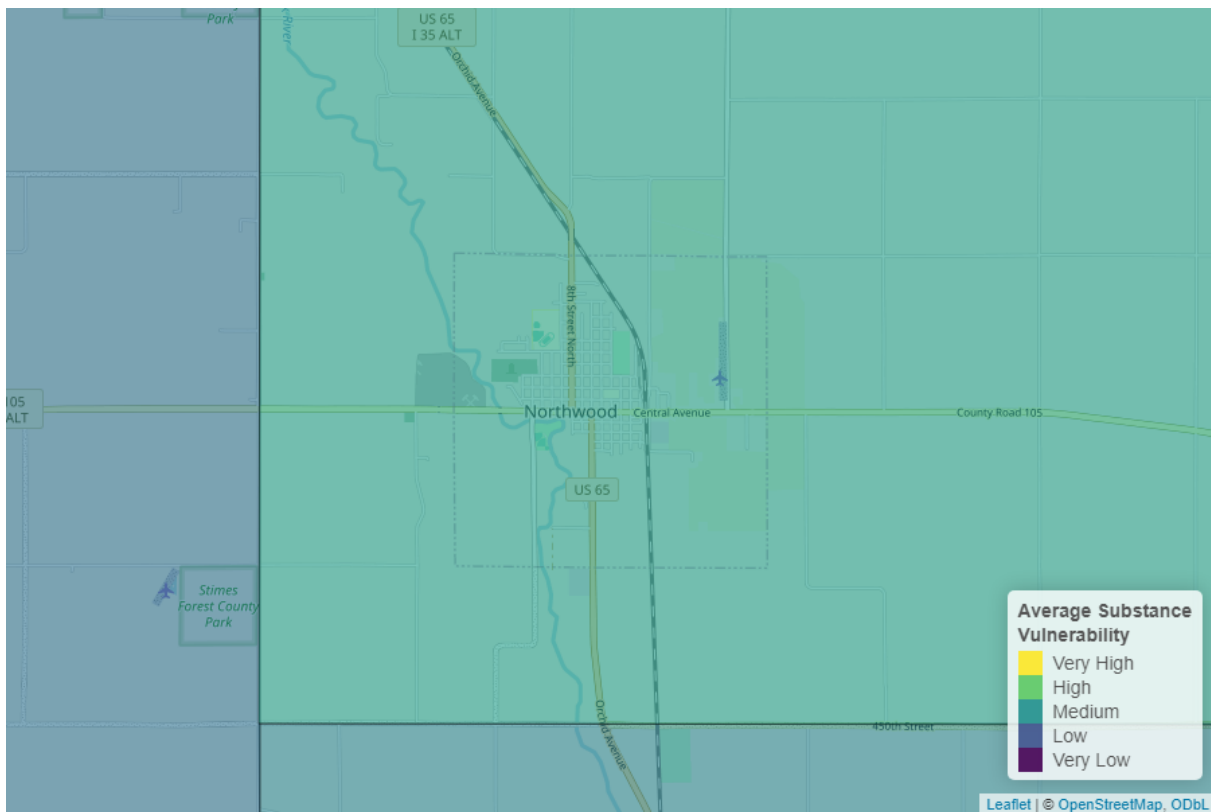 Park
River
US 65
I 35 ALT
Orchid Avenue
8th Street North
105
ALT
Northwood
Central Avenue
County Road 105
US 65
Stimes
Forest County
Park
Orchid Avenue
450th Street
Average Substance
Vulnerability
Very High
High
Medium
Low
Very Low
Leaflet | © OpenStreetMap, ODbL